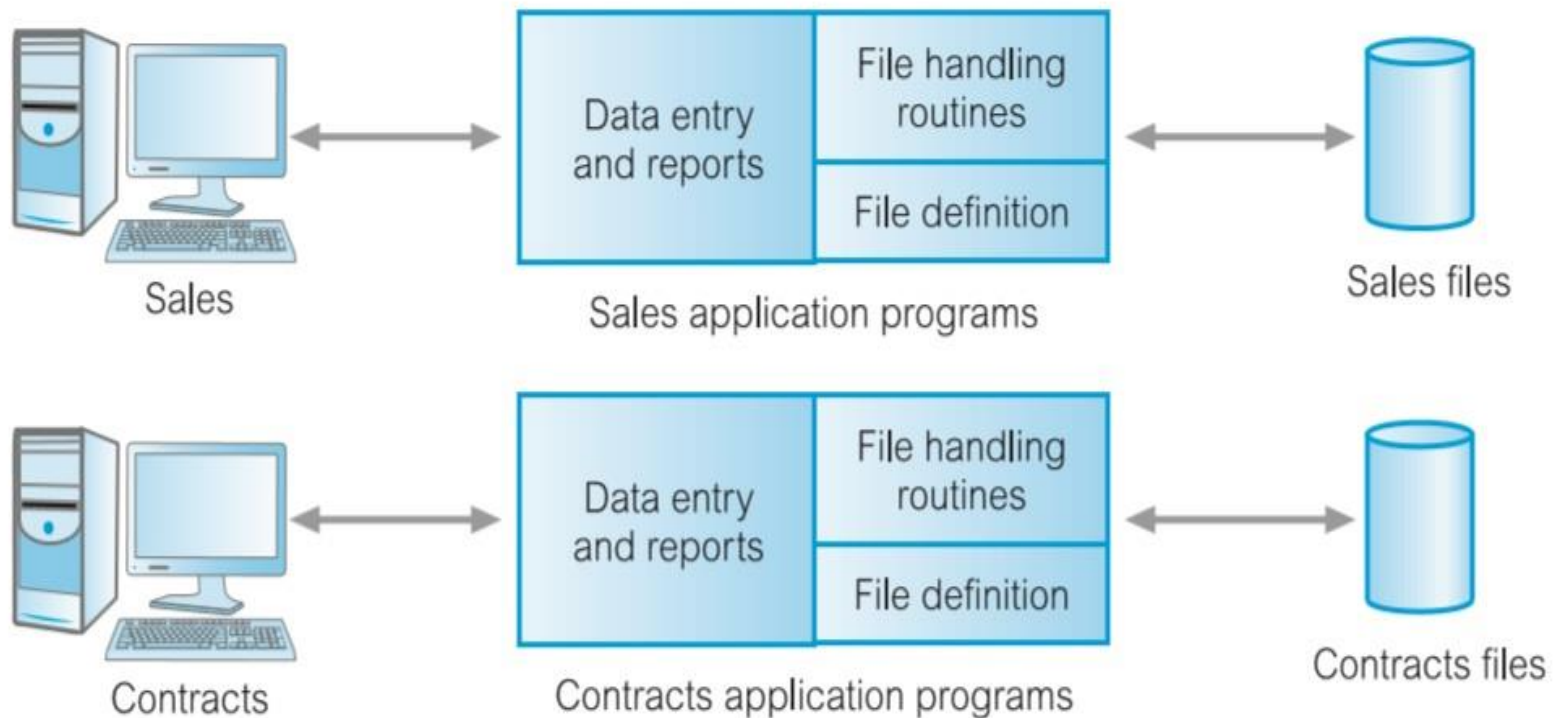 Data entry
and reports
File handling
routines
File definition
Sales
Sales application programs
Sales files
Data entry
and reports
File handling
routines
File definition
Contracts
Contracts application programs
Contracts files